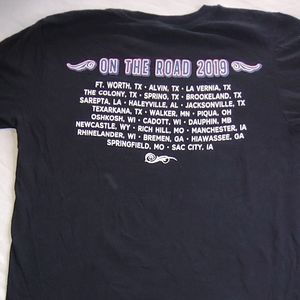 ON THE ROAD 2019
FT. WORTH, TX • ALVIN, TX • LA VERNIA, TX
THE COLONY, TX • SPRING, TX • BROOKELAND, TX
SAREPTA, LA • HALEYVILLE, AL • JACKSONVILLE, TX
TEXARKANA, TX • WALKER, MN • PIQUA, OH
OSHKOSH, WI • CADOTT, WI • DAUPHIN, MB
NEWCASTLE, WY • RICH HILL, MO • MANCHESTER, IA
RHINELANDER, WI • BREMEN, GA • HIAWASSEE, GA
SPRINGFIELD, MO • SAC CITY, IA